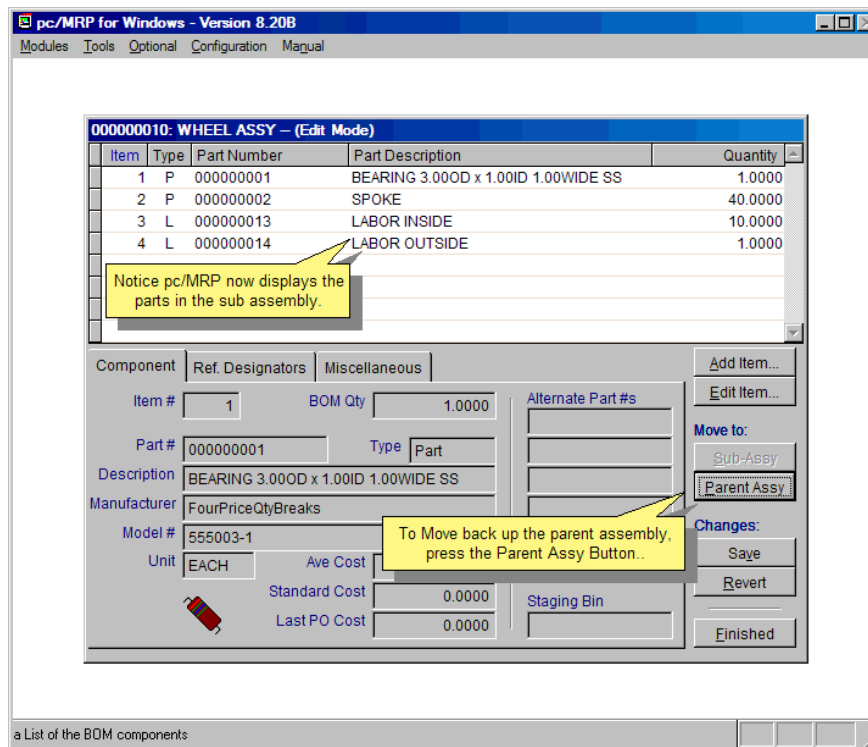 pc/MRP for Windows - Version 8.20B
Modules Tools Optional Configuration Manual
000000010: WHEEL ASSY -- (Edit Mode)
Item Type Part Number Part Description Quantity
1 P 000000001 BEARING 3.00OD x 1.00ID 1.00WIDE SS 1.0000
2 P 000000002 SPOKE 40.0000
3 L 000000013 LABOR INSIDE 10.0000
4 L 000000014 LABOR OUTSIDE 1.0000
Notice pc/MRP now displays the
parts in the sub assembly.
Component Ref. Designators Miscellaneous
Add Item...
Edit Item...
Item # 1 BOM Qty 1.0000 Alternate Part #s
Move to:
Part # 000000001 Type Part
Sub-Assy
Description BEARING 3.00OD x 1.00ID 1.00WIDE SS
Parent Assy
Manufacturer FourPriceQtyBreaks
Model # 555003-1
To Move back up the parent assembly,
press the Parent Assy Button..
Changes:
Unit EACH Ave Cost
Save
Standard Cost 0.0000 Staging Bin
Revert
Last PO Cost 0.0000
Finished
a List of the BOM components